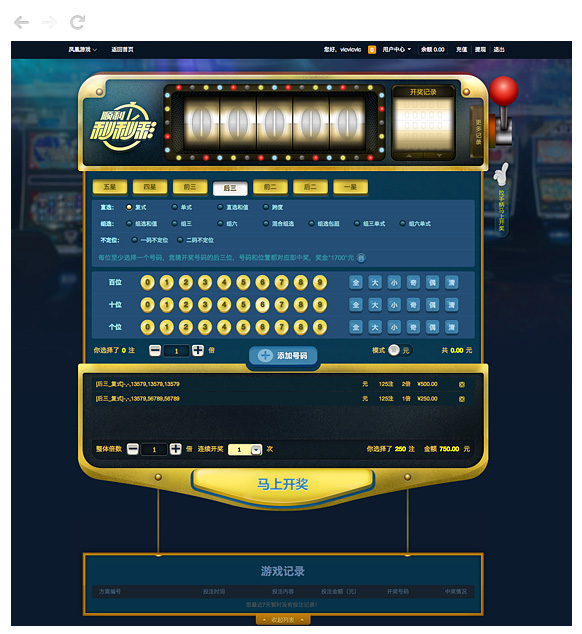 凤凰游戏 返回首页 您好，vioviovic 0 用户中心 余额 0.00 充值 提现 退出
开奖记录
顺利
秒秒彩
更多记录
拉手柄马上开奖
五星 四星 前三 后三 前二 后二 一星
直选： 复式 单式 直选和值 跨度
组选： 组选和值 组三 组六 混合组选 组选包胆 组三单式 组六单式
不定位： 一码不定位 二码不定位
每位至少选择一个号码，竞猜开奖号码的后三位，号码和位置都对应即中奖，奖金"1700"元
百位 0 1 2 3 4 5 6 7 8 9 全 大 小 奇 偶 清
十位 0 1 2 3 4 5 6 7 8 9 全 大 小 奇 偶 清
个位 0 1 2 3 4 5 6 7 8 9 全 大 小 奇 偶 清
你选择了 0 注 1 倍 添加号码 模式 元 共 0.00 元
[后三_复式]-,-,13579,13579,13579 元 125注 2倍 ¥500.00
[后三_复式]-,-,13579,56789,56789 元 125注 1倍 ¥250.00
整体倍数 1 倍 连续开奖 1 次 你选择了 250 注 金额 750.00 元
马上开奖
游戏记录
方案编号 投注时间 投注内容 投注金额（元） 开奖号码 中奖情况
您最近7天暂时没有投注记录！
收起列表